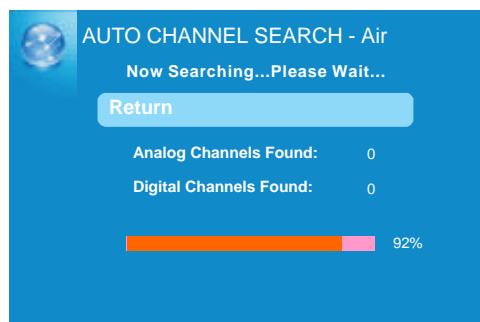 AUTO CHANNEL SEARCH - Air
Now Searching...Please Wait...
Return
Analog Channels Found: 0
Digital Channels Found: 0
92%